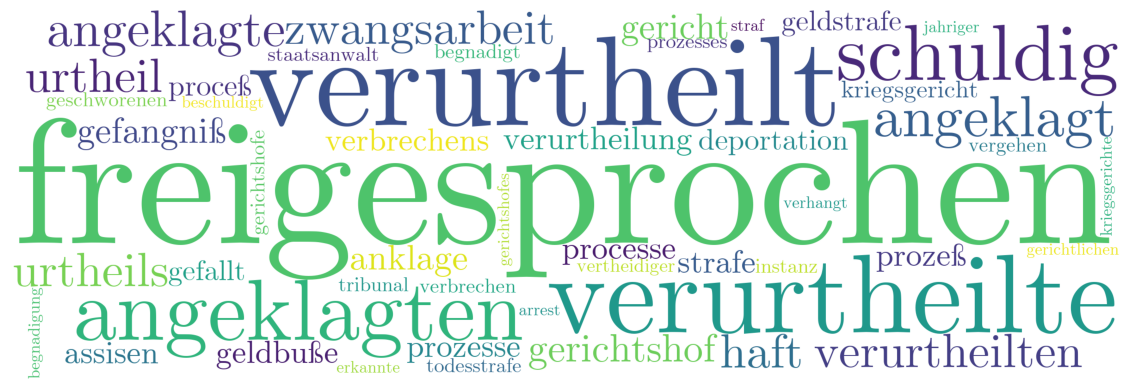 angeklagte
zwangsarbeit
gericht
straf
geldstrafe
jahriger
staatsanwalt
begnadigt
prozesses
schuldig
urtheil
proceß
verurtheilt
kriegsgericht
geschworenen
beschuldigt
angeklagt
gefangniß
verbrechens
verurtheilung
deportation
vergehen
freigesprochen
gerichtshofe
gerichtshofes
verhangt
kriegsgerichte
urtheils
gefallt
anklage
processe
vertheidiger
strafe
instanz
prozeß
gerichtlichen
begnadigung
angeklagten
tribunal
verbrechen
arrest
verurtheilte
assisen
geldbuße
erkannte
prozesse
todesstrafe
gerichtshof
haft
verurtheilten